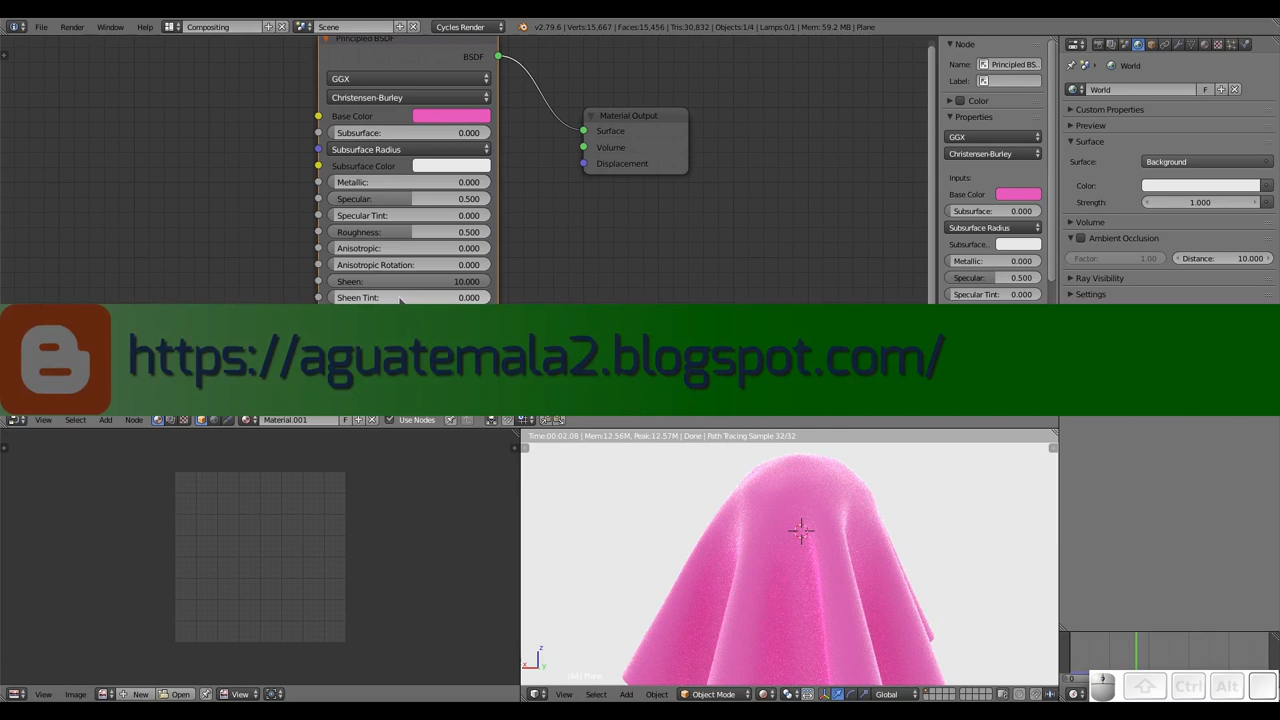 File Render Window Help Compositing Scene Cycles Render v2.79.6 | Verts:15,667 | Faces:15,456 | Tris:30,832 | Objects:1/4 | Lamps:0/1 | Mem:59.2 MB | Plane
Principled BSDF
BSDF
GGX
Christensen-Burley
Base Color
Subsurface: 0.000
Subsurface Radius
Subsurface Color
Metallic: 0.000
Specular: 0.500
Specular Tint: 0.000
Roughness: 0.500
Anisotropic: 0.000
Anisotropic Rotation: 0.000
Sheen: 10.000
Sheen Tint: 0.000
Material Output
Surface
Volume
Displacement
Node
Name: Principled BS..
Label:
Color
Properties
GGX
Christensen-Burley
Inputs:
Base Color
Subsurface: 0.000
Subsurface Radius
Subsurface..
Metallic: 0.000
Specular: 0.500
Specular Tint: 0.000
World
World F
Custom Properties
Preview
Surface
Surface: Background
Color:
Strength: 1.000
Volume
Ambient Occlusion
Factor: 1.00 Distance: 10.000
Ray Visibility
Settings
https://aguatemala2.blogspot.com/
View Select Add Node Material.001 F Use Nodes
Time:00:02.08 | Mem:12.56M, Peak:12.57M | Done | Path Tracing Sample 32/32
z
x y
(44) Plane
View Image New Open View
View Select Add Object Object Mode Global
0
Ctrl Alt